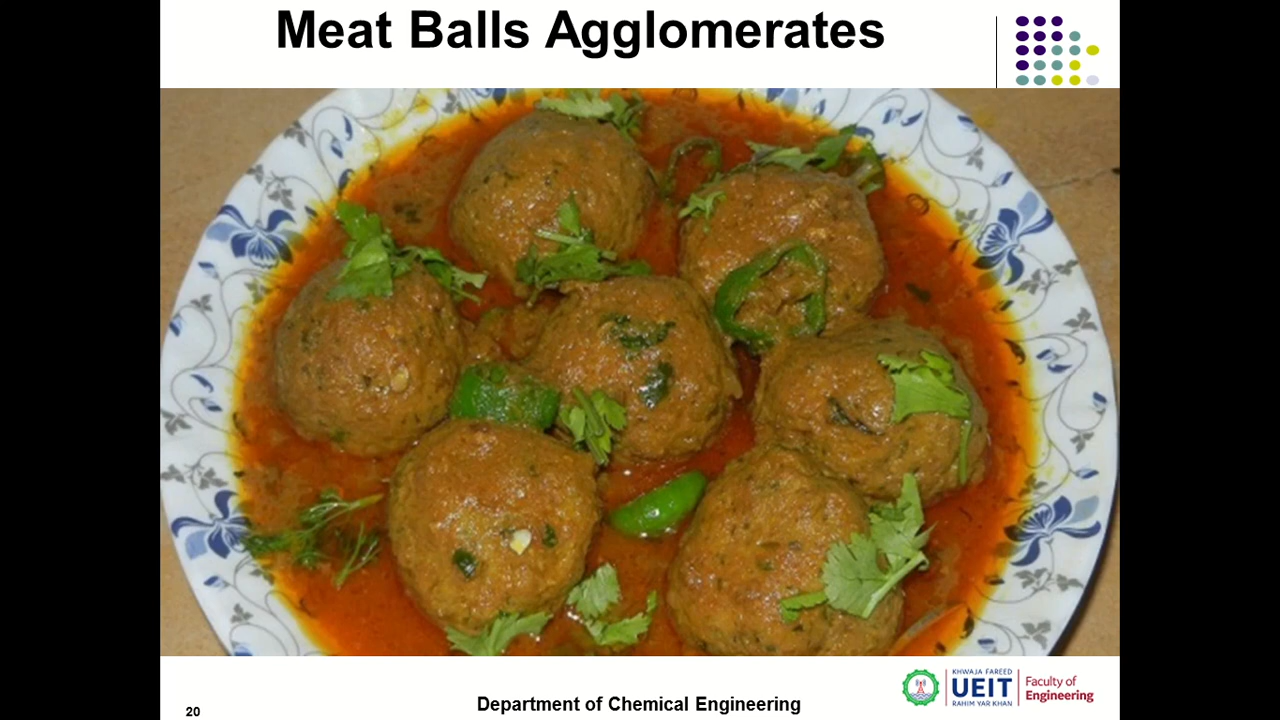 Meat Balls Agglomerates
KHWAJA FAREED
UEIT
RAHIM YAR KHAN
Faculty of
Engineering
Department of Chemical Engineering
20